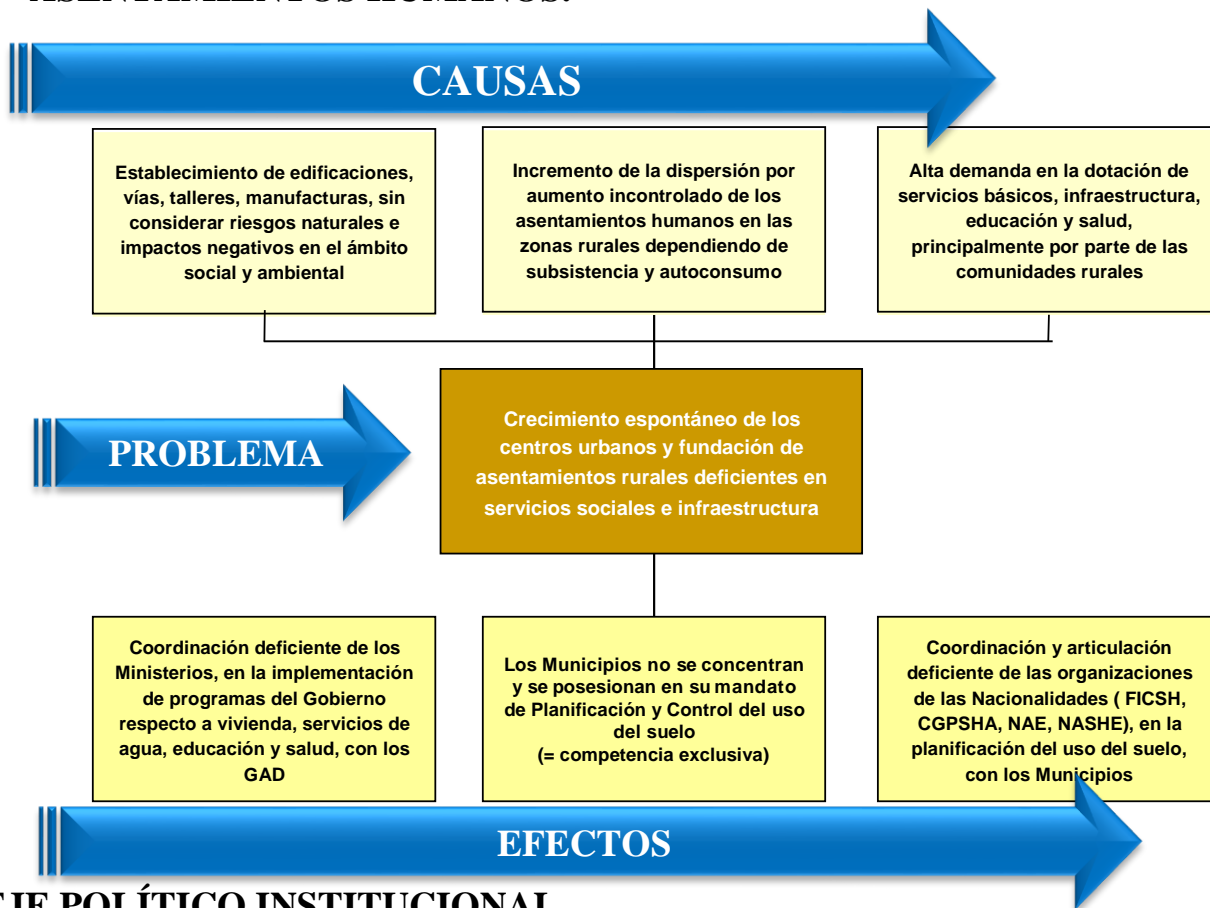 ASENTAMIENTOS HUMANOS:
CAUSAS
Establecimiento de edificaciones,
vías, talleres, manufacturas, sin
considerar riesgos naturales e
impactos negativos en el ámbito
social y ambiental
Incremento de la dispersión por
aumento incontrolado de los
asentamientos humanos en las
zonas rurales dependiendo de
subsistencia y autoconsumo
Alta demanda en la dotación de
servicios básicos, infraestructura,
educación y salud,
principalmente por parte de las
comunidades rurales
PROBLEMA
Crecimiento espontáneo de los
centros urbanos y fundación de
asentamientos rurales deficientes en
servicios sociales e infraestructura
Coordinación deficiente de los
Ministerios, en la implementación
de programas del Gobierno
respecto a vivienda, servicios de
agua, educación y salud, con los
GAD
Los Municipios no se concentran
y se posesionan en su mandato
de Planificación y Control del uso
del suelo
(= competencia exclusiva)
Coordinación y articulación
deficiente de las organizaciones
de las Nacionalidades ( FICSH,
CGPSHA, NAE, NASHE), en la
planificación del uso del suelo,
con los Municipios
EFECTOS
EJE POLÍTICO INSTITUCIONAL